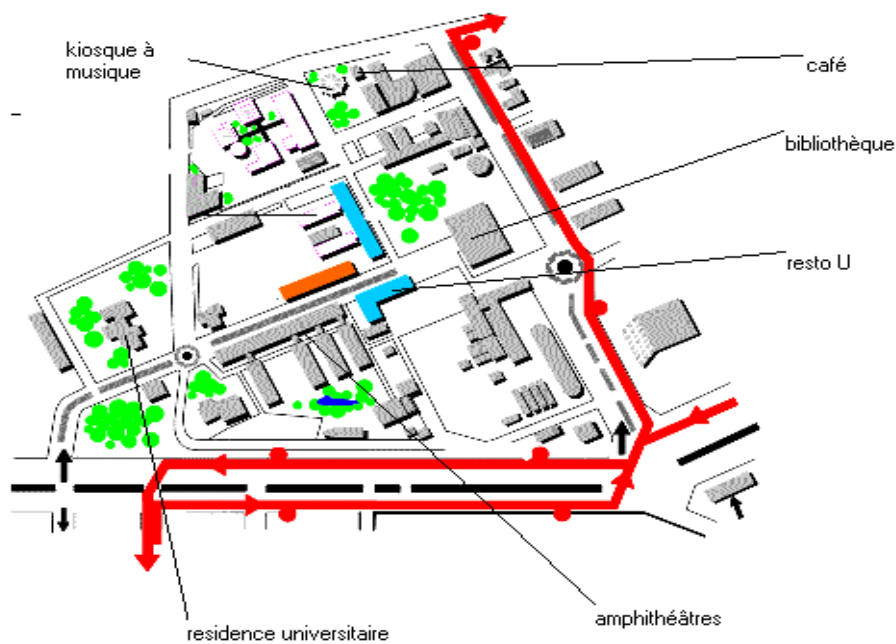 kiosque à
musique
café
bibliothèque
resto U
amphithéâtres
residence universitaire